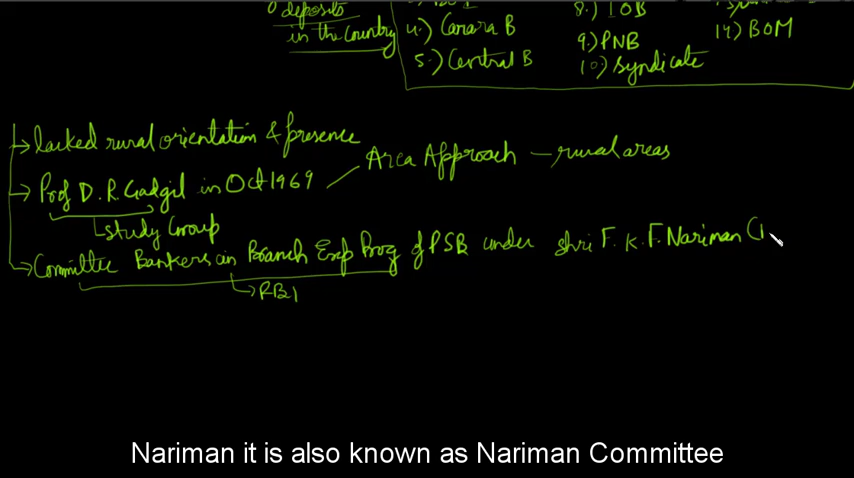 deposits 8.) IOB
in the Country 4.) Canara B 9.) PNB 14) BOM
5.) Central B 10.) Syndicate
→ lacked rural orientation & presence
Area Approach — rural areas
→ Prof D. R. Gadgil in Oct 1969
Study Group
→ Committee Bankers in Branch Exp Prog of PSB under Shri F. K. F. Nariman (1
→ RBI
Nariman it is also known as Nariman Committee